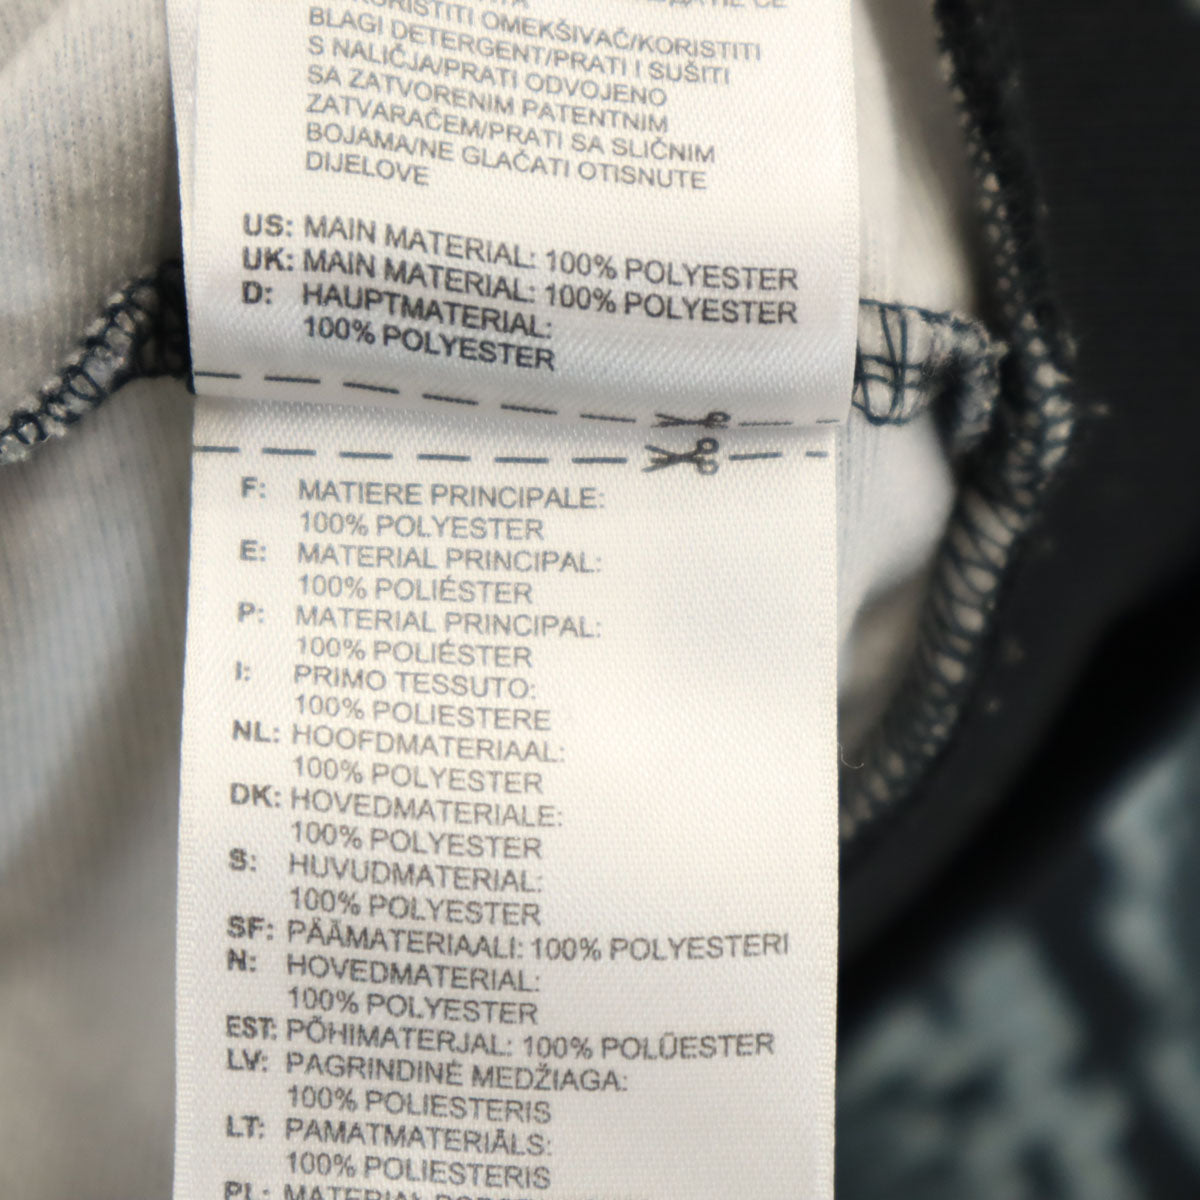 KORISTITI OMEKŠIVAČ/KORISTITI
BLAGI DETERGENT/PRATI I SUŠITI
S NALIČJA/PRATI ODVOJENO
SA ZATVORENIM PATENTNIM
ZATVARAČEM/PRATI SA SLIČNIM
BOJAMA/NE GLAČATI OTISNUTE
DIJELOVE
US: MAIN MATERIAL: 100% POLYESTER
UK: MAIN MATERIAL: 100% POLYESTER
D: HAUPTMATERIAL:
100% POLYESTER
F: MATIERE PRINCIPALE:
100% POLYESTER
E: MATERIAL PRINCIPAL:
100% POLIÉSTER
P: MATERIAL PRINCIPAL:
100% POLIÉSTER
I: PRIMO TESSUTO:
100% POLIESTERE
NL: HOOFDMATERIAAL:
100% POLYESTER
DK: HOVEDMATERIALE:
100% POLYESTER
S: HUVUDMATERIAL:
100% POLYESTER
SF: PÄÄMATERIAALI: 100% POLYESTERI
N: HOVEDMATERIAL:
100% POLYESTER
EST: PÕHIMATERJAL: 100% POLÜESTER
LV: PAGRINDINĖ MEDŽIAGA:
100% POLIESTERIS
LT: PAMATMATERIĀLS:
100% POLIESTERIS
PL: MATERIAŁ